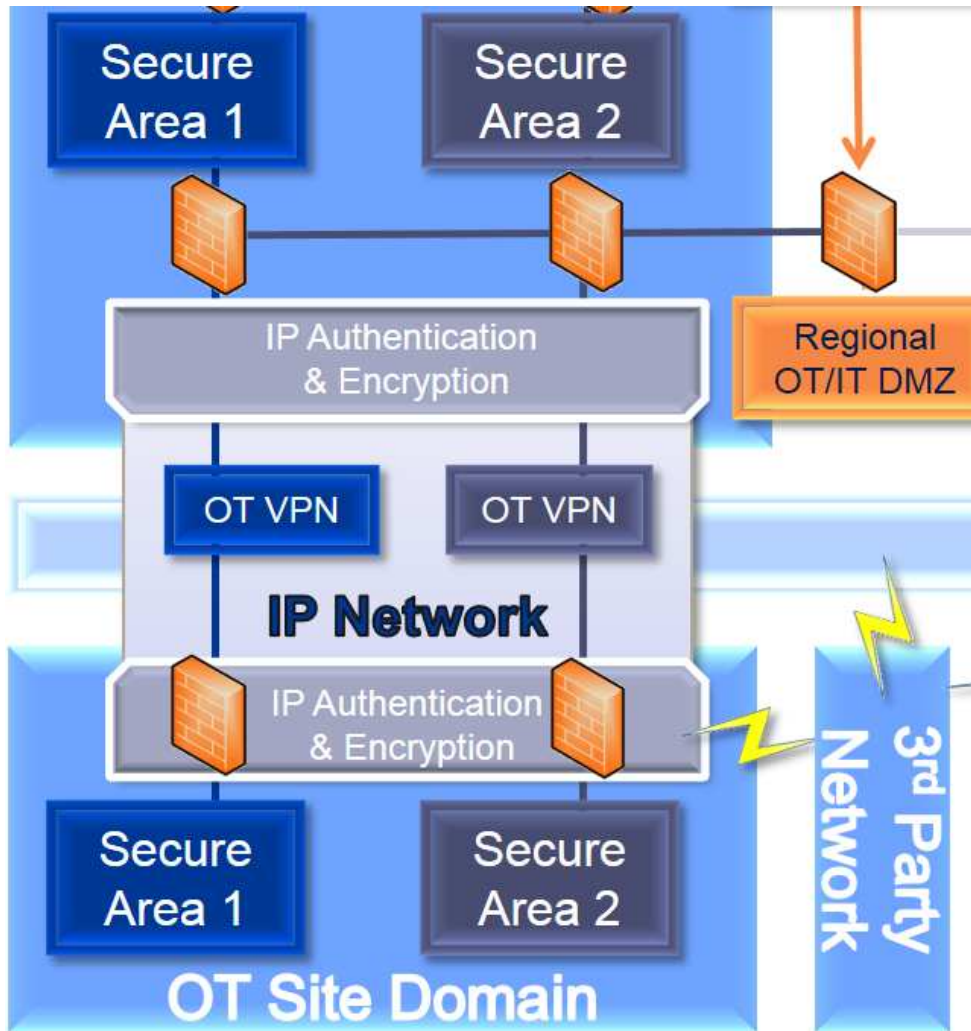 Secure
Area 1
Secure
Area 2
IP Authentication
& Encryption
Regional
OT/IT DMZ
OT VPN
OT VPN
IP Network
IP Authentication
& Encryption
3rd Party
Network
Secure
Area 1
Secure
Area 2
OT Site Domain